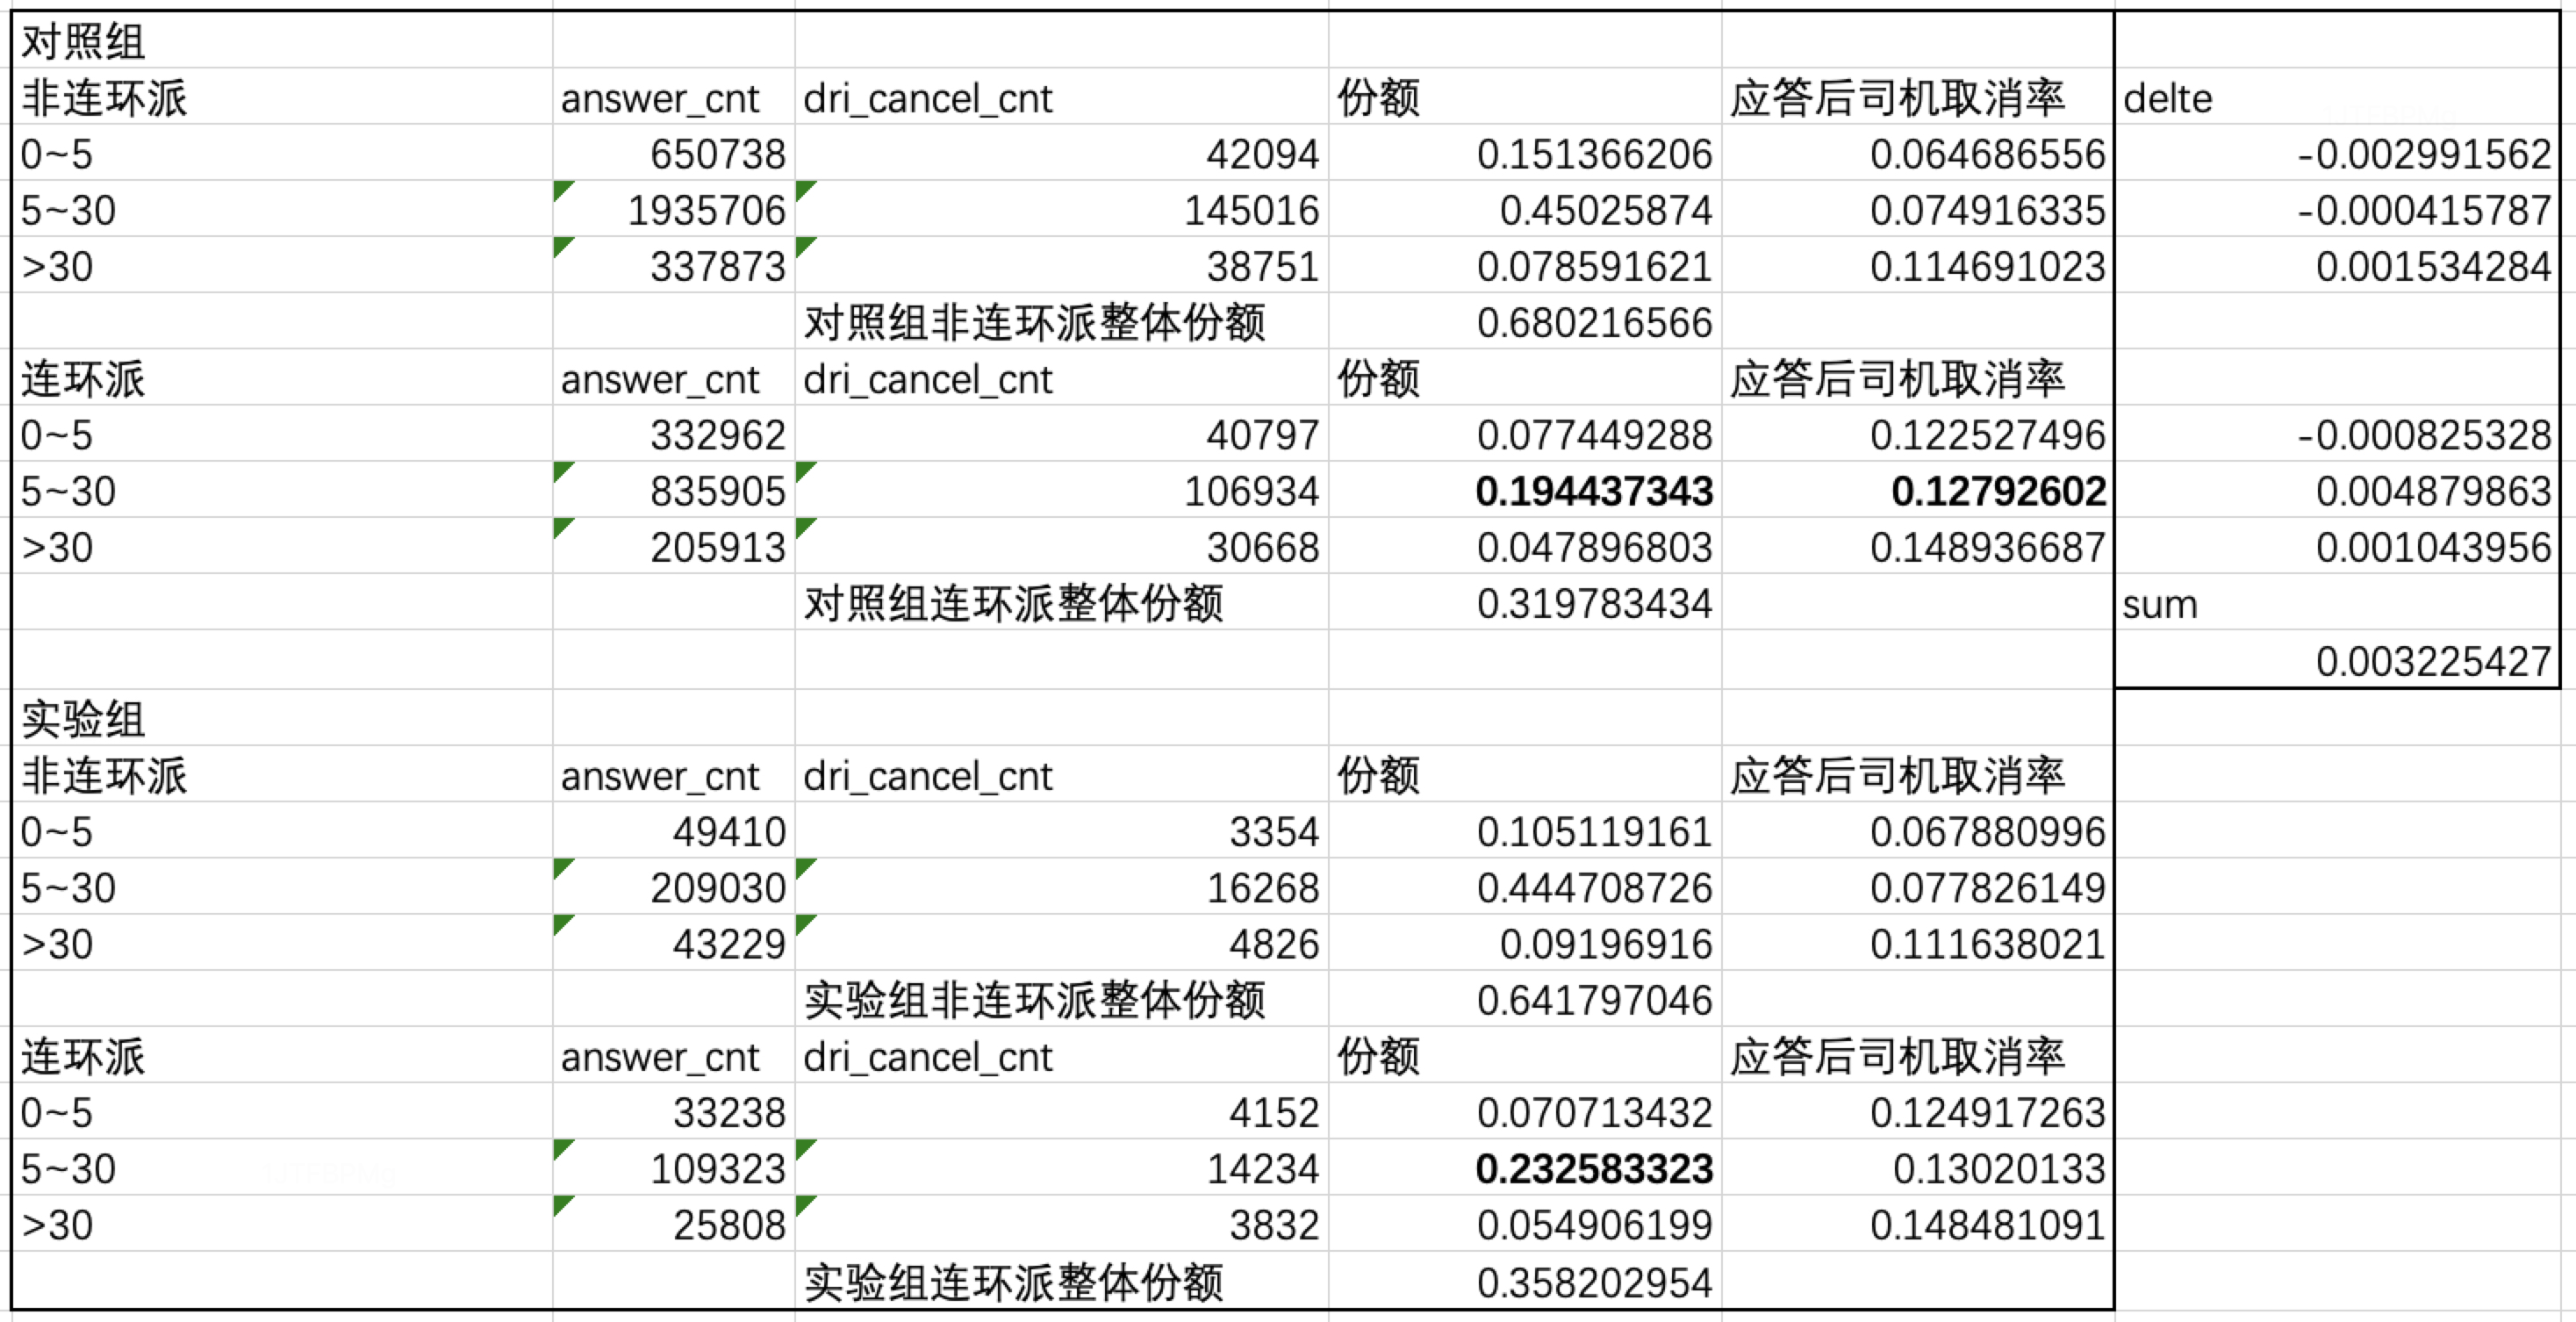 对照组
非连环派 answer_cnt dri_cancel_cnt 份额 应答后司机取消率 delte
0~5 650738 42094 0.151366206 0.064686556 -0.002991562
5~30 1935706 145016 0.45025874 0.074916335 -0.000415787
>30 337873 38751 0.078591621 0.114691023 0.001534284
对照组非连环派整体份额 0.680216566
连环派 answer_cnt dri_cancel_cnt 份额 应答后司机取消率
0~5 332962 40797 0.077449288 0.122527496 -0.000825328
5~30 835905 106934 0.194437343 0.12792602 0.004879863
>30 205913 30668 0.047896803 0.148936687 0.001043956
对照组连环派整体份额 0.319783434 sum
0.003225427
实验组
非连环派 answer_cnt dri_cancel_cnt 份额 应答后司机取消率
0~5 49410 3354 0.105119161 0.067880996
5~30 209030 16268 0.444708726 0.077826149
>30 43229 4826 0.09196916 0.111638021
实验组非连环派整体份额 0.641797046
连环派 answer_cnt dri_cancel_cnt 份额 应答后司机取消率
0~5 33238 4152 0.070713432 0.124917263
5~30 109323 14234 0.232583323 0.13020133
>30 25808 3832 0.054906199 0.148481091
实验组连环派整体份额 0.358202954